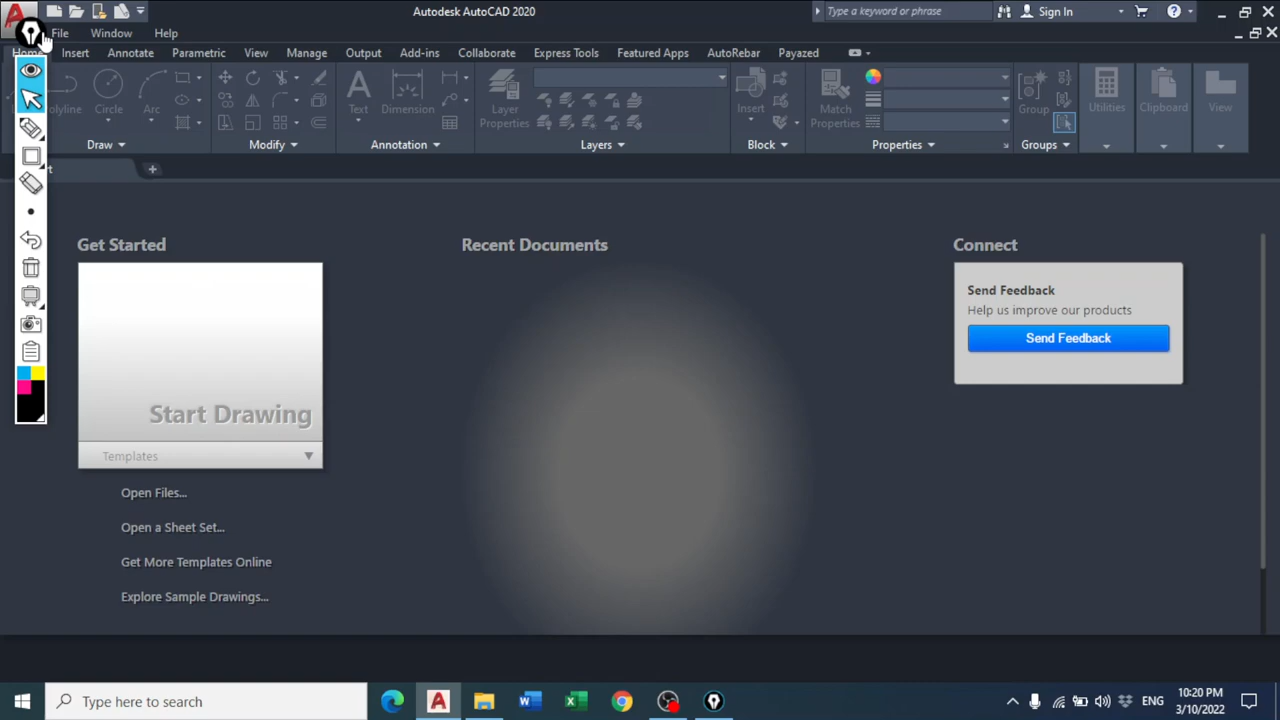 Autodesk AutoCAD 2020
Type a keyword or phrase
Sign In
File
Window
Help
Home
Insert
Annotate
Parametric
View
Manage
Output
Add-ins
Collaborate
Express Tools
Featured Apps
AutoRebar
Payazed
Circle
Arc
Text
Dimension
Layer
Properties
Insert
Match
Properties
Group
Utilities
Clipboard
View
Draw
Modify
Annotation
Layers
Block
Properties
Groups
Get Started
Recent Documents
Connect
Start Drawing
Templates
Open Files...
Open a Sheet Set...
Get More Templates Online
Explore Sample Drawings...
Send Feedback
Help us improve our products
Send Feedback
Type here to search
ENG
10:20 PM
3/10/2022